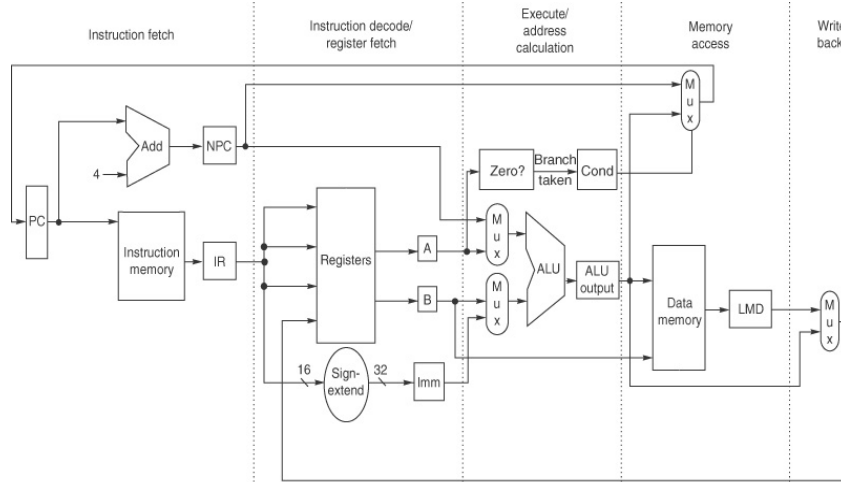 Instruction fetch
Instruction decode/
register fetch
Execute/
address
calculation
Memory
access
Write
back
M
u
x
Add
NPC
4
Zero?
Branch
taken
Cond
PC
Instruction
memory
IR
Registers
A
B
M
u
x
M
u
x
ALU
ALU
output
Data
memory
LMD
M
u
x
16
Sign-
extend
32
Imm